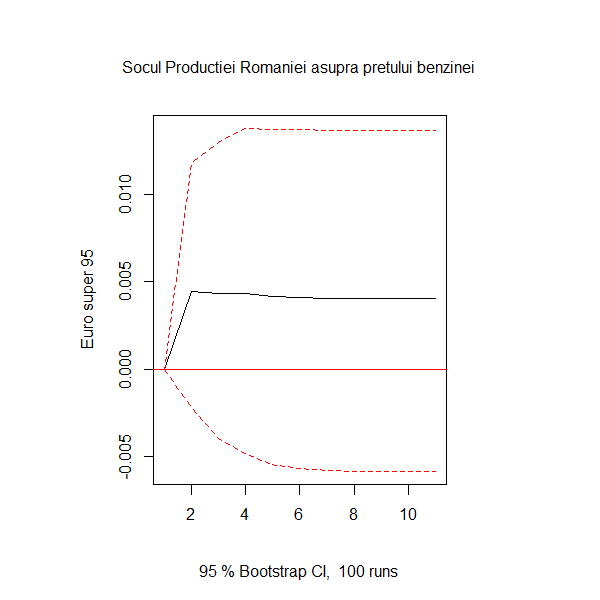 Socul Productiei Romaniei asupra pretului benzinei
Euro super 95
0.010
0.005
0.000
-0.005
2 4 6 8 10
95 % Bootstrap CI,  100 runs